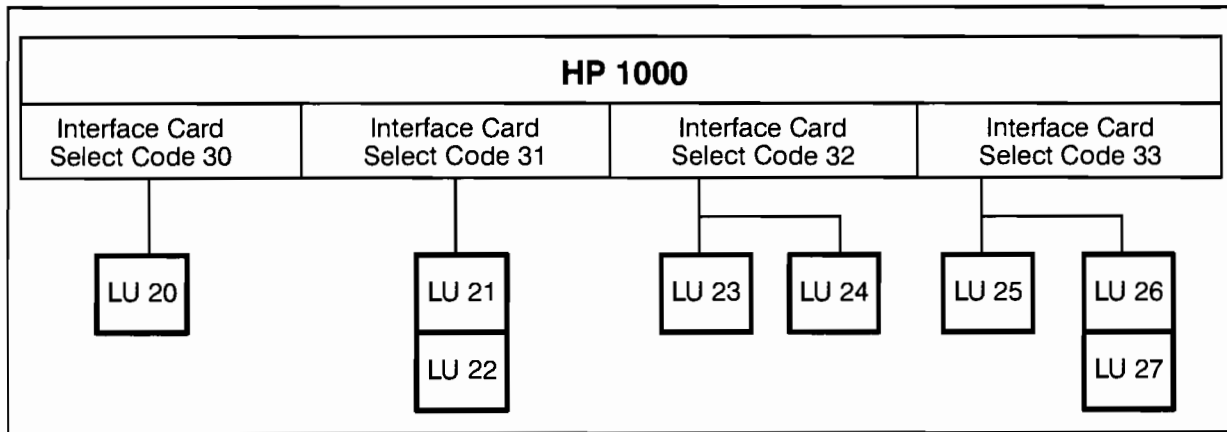 HP 1000
Interface Card
Select Code 30
Interface Card
Select Code 31
Interface Card
Select Code 32
Interface Card
Select Code 33
LU 20
LU 21
LU 22
LU 23
LU 24
LU 25
LU 26
LU 27